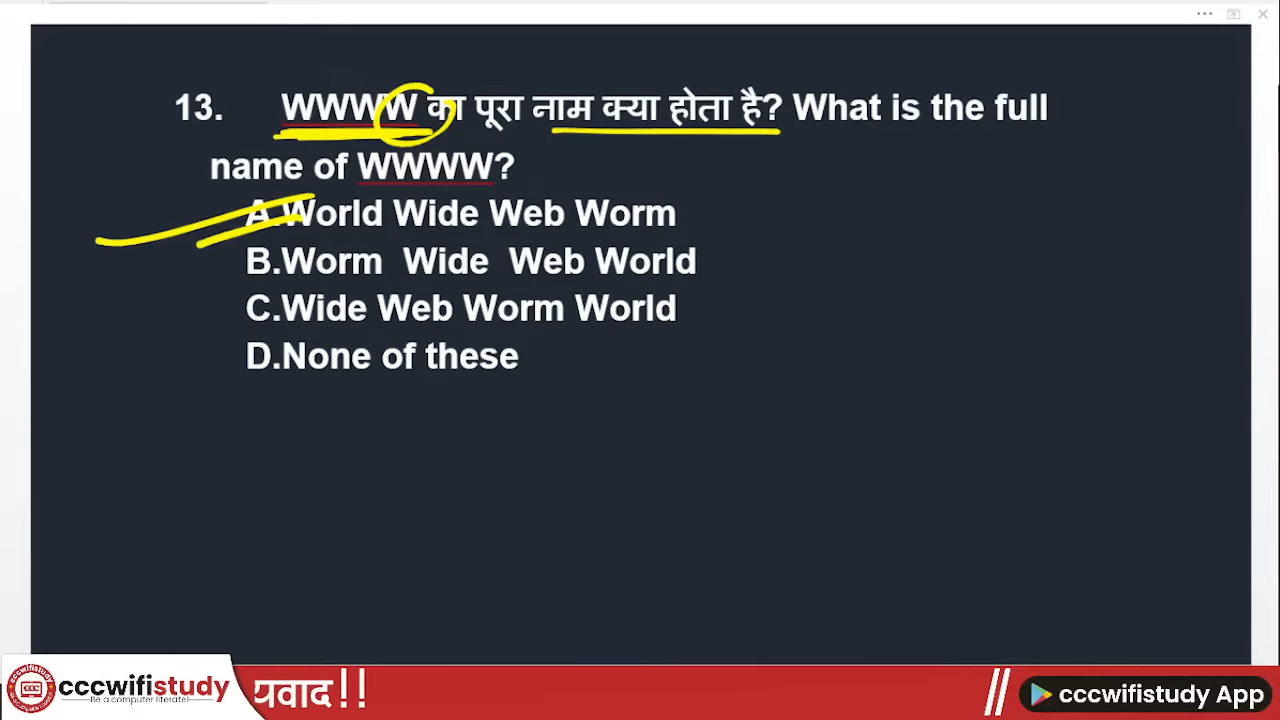 13. WWWW का पूरा नाम क्या होता है? What is the full
name of WWWW?
A.World Wide Web Worm
B.Worm Wide Web World
C.Wide Web Worm World
D.None of these
cccwifistudy
Be a computer literate!
यवाद!!
cccwifistudy App